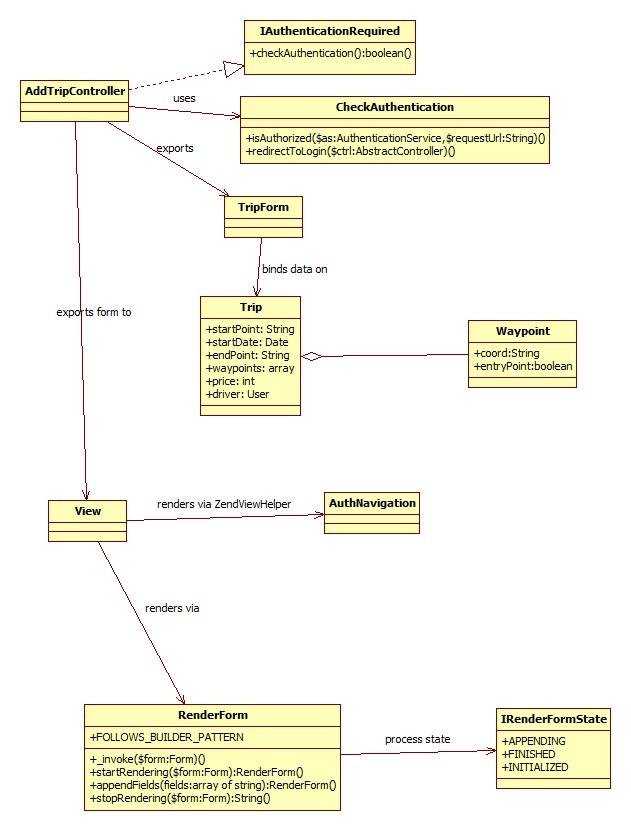 IAuthenticationRequired
+checkAuthentication():boolean()
AddTripController
uses
CheckAuthentication
+isAuthorized($as:AuthenticationService,$requestUrl:String)()
+redirectToLogin($ctrl:AbstractController)()
exports
TripForm
binds data on
Trip
+startPoint: String
+startDate: Date
+endPoint: String
+waypoints: array
+price: int
+driver: User
Waypoint
+coord:String
+entryPoint:boolean
exports form to
View
renders via ZendViewHelper
AuthNavigation
renders via
RenderForm
+FOLLOWS_BUILDER_PATTERN
+_invoke($form:Form)()
+startRendering($form:Form):RenderForm()
+appendFields(fields:array of string):RenderForm()
+stopRendering($form:Form):String()
process state
IRenderFormState
+APPENDING
+FINISHED
+INITIALIZED